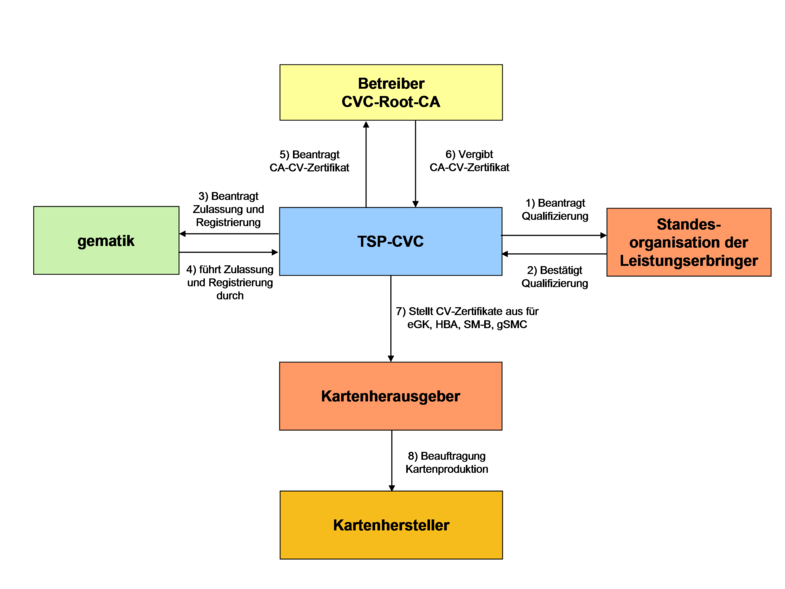 Betreiber
CVC-Root-CA
5) Beantragt
CA-CV-Zertifikat
6) Vergibt
CA-CV-Zertifikat
3) Beantragt
Zulassung und
Registrierung
1) Beantragt
Qualifizierung
gematik
TSP-CVC
Standes-
organisation der
Leistungserbringer
4) führt Zulassung
und Registrierung
durch
2) Bestätigt
Qualifizierung
7) Stellt CV-Zertifikate aus für
eGK, HBA, SM-B, gSMC
Kartenherausgeber
8) Beauftragung
Kartenproduktion
Kartenhersteller